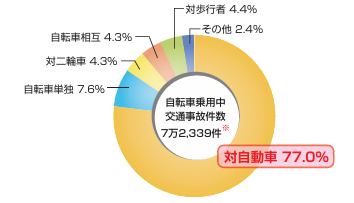 対歩行者 4.4%
その他 2.4%
自転車相互 4.3%
対二輪車 4.3%
自転車単独 7.6%
自転車乗用中
交通事故件数
7万2,339件※
対自動車 77.0%